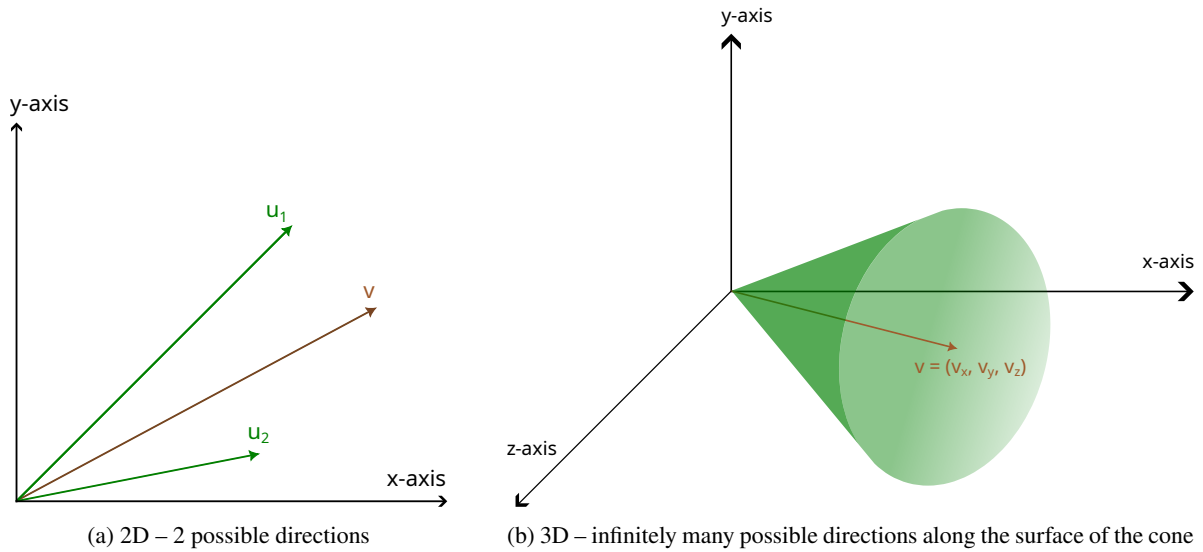 y-axis
u1
v
u2
x-axis
(a) 2D – 2 possible directions
y-axis
x-axis
v = (vx, vy, vz)
z-axis
(b) 3D – infinitely many possible directions along the surface of the cone